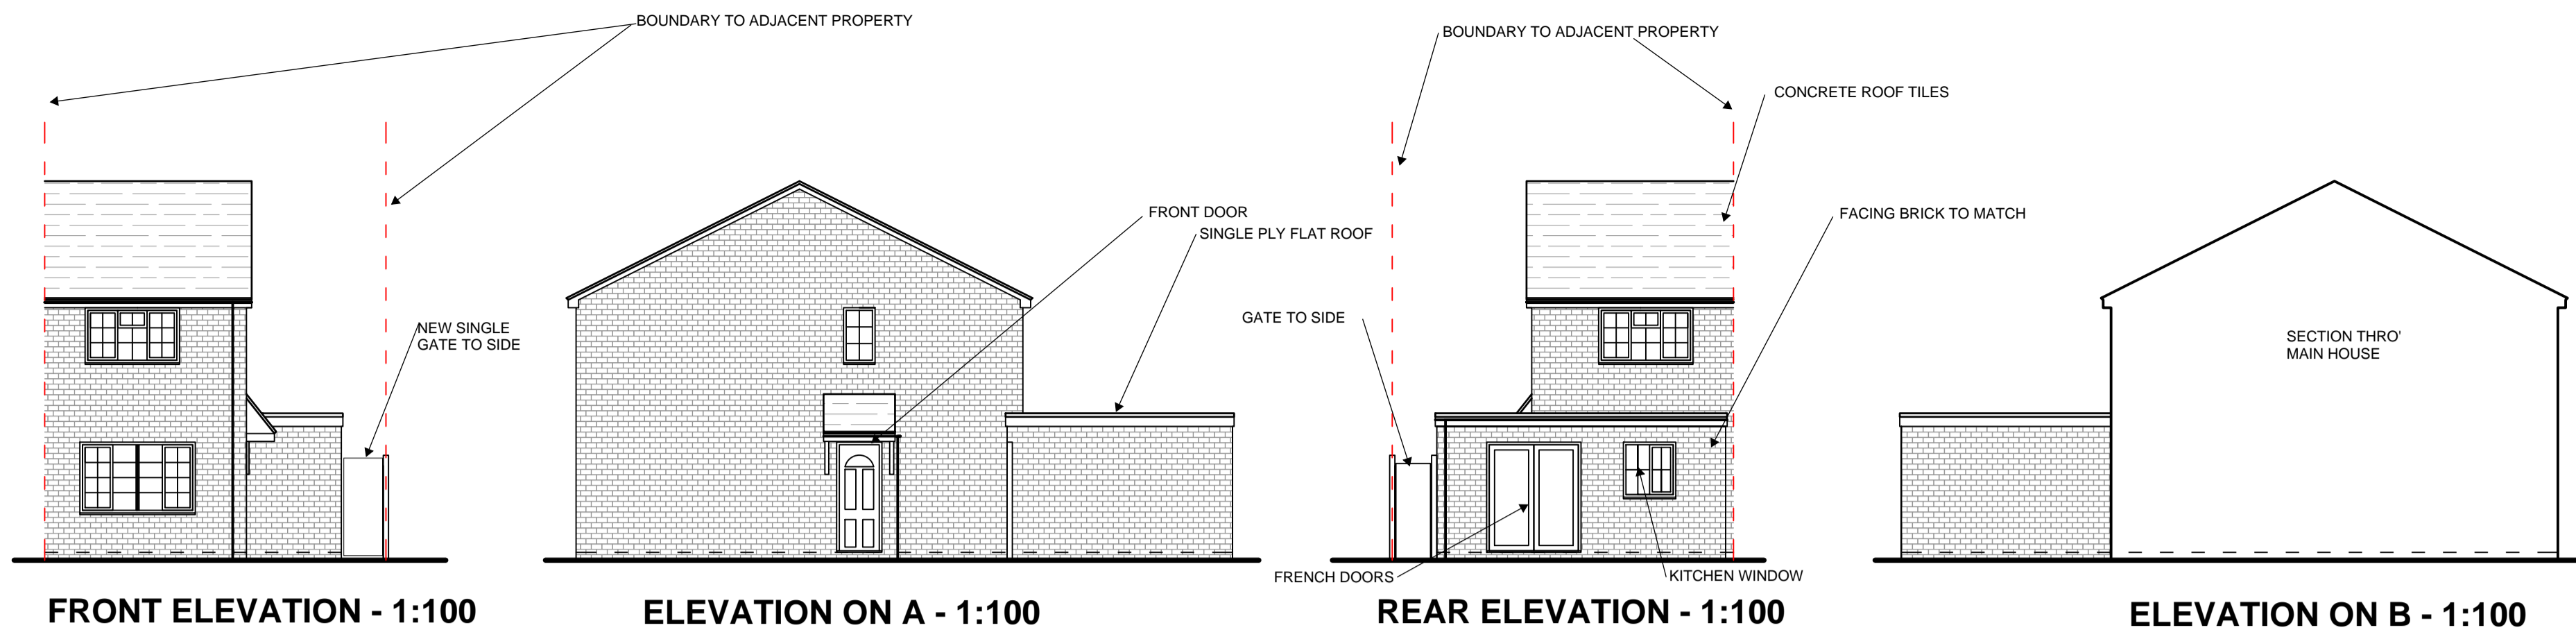 BOUNDARY TO ADJACENT PROPERTY
NEW SINGLE
GATE TO SIDE
FRONT ELEVATION - 1:100
FRONT DOOR
SINGLE PLY FLAT ROOF
ELEVATION ON A - 1:100
BOUNDARY TO ADJACENT PROPERTY
CONCRETE ROOF TILES
FACING BRICK TO MATCH
GATE TO SIDE
FRENCH DOORS
KITCHEN WINDOW
REAR ELEVATION - 1:100
SECTION THRO'
MAIN HOUSE
ELEVATION ON B - 1:100